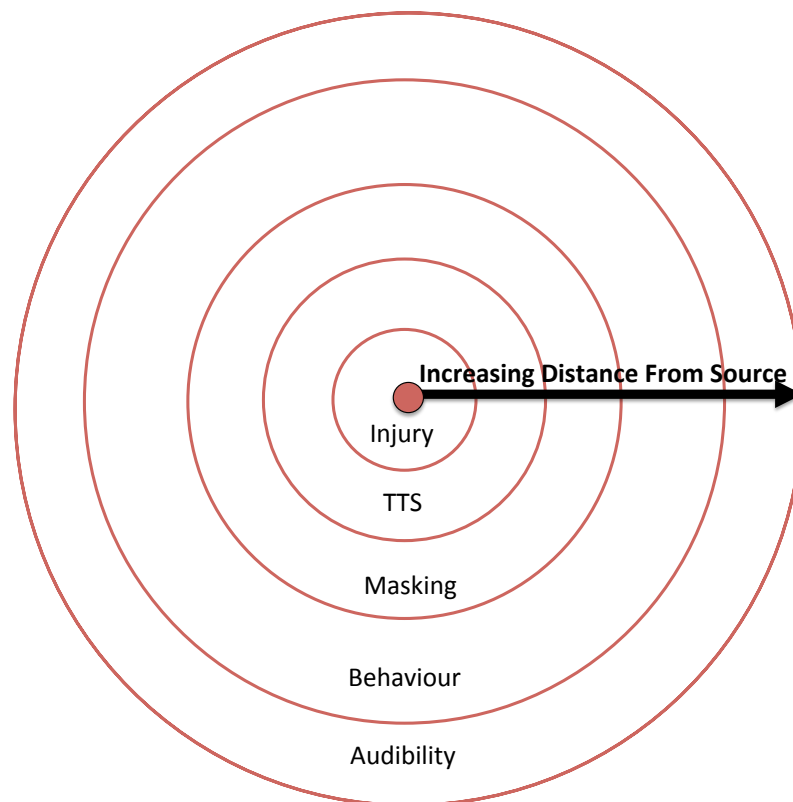 Increasing Distance From Source
Injury
TTS
Masking
Behaviour
Audibility